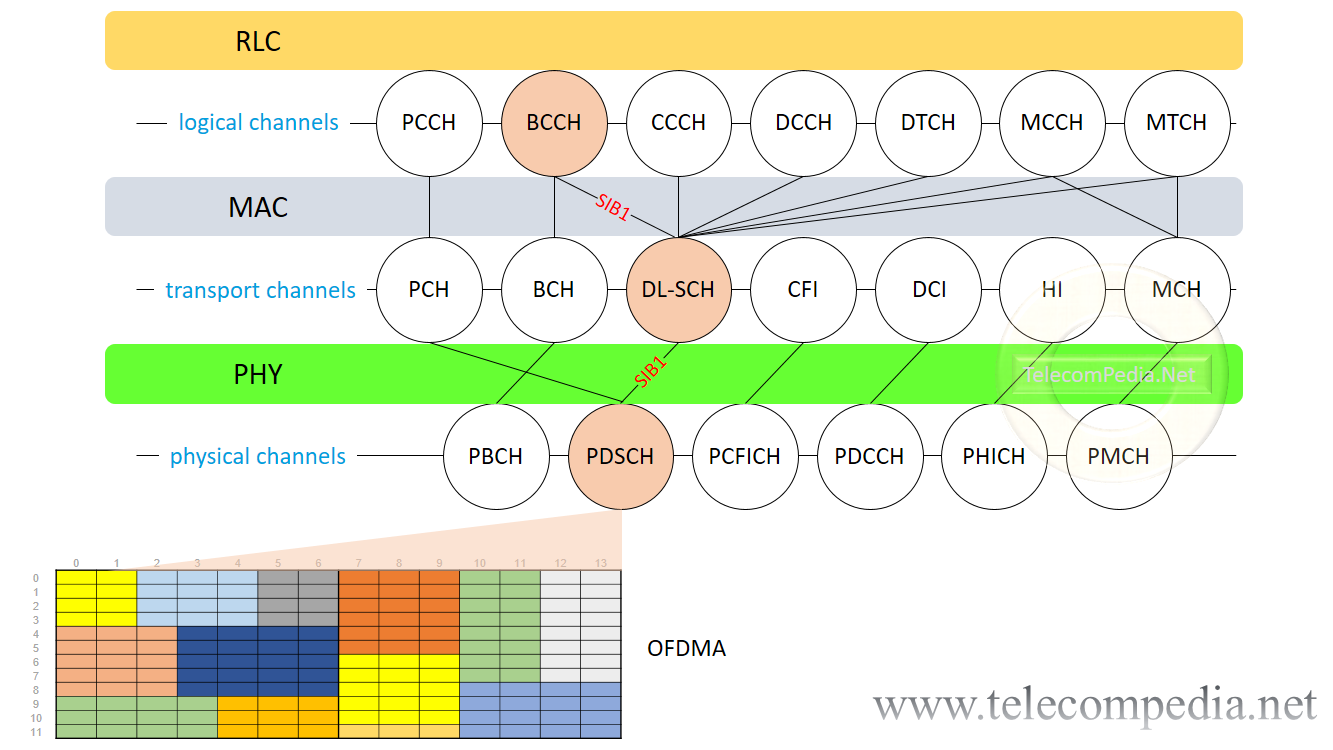 RLC
logical channels PCCH BCCH CCCH DCCH DTCH MCCH MTCH
MAC SIB1
transport channels PCH BCH DL-SCH CFI DCI HI MCH
PHY SIB1 TelecomPedia.Net
physical channels PBCH PDSCH PCFICH PDCCH PHICH PMCH
0 1 2 3 4 5 6 7 8 9 10 11 12 13
0
1
2
3
4
5
6
7
8
9
10
11
OFDMA
www.telecompedia.net